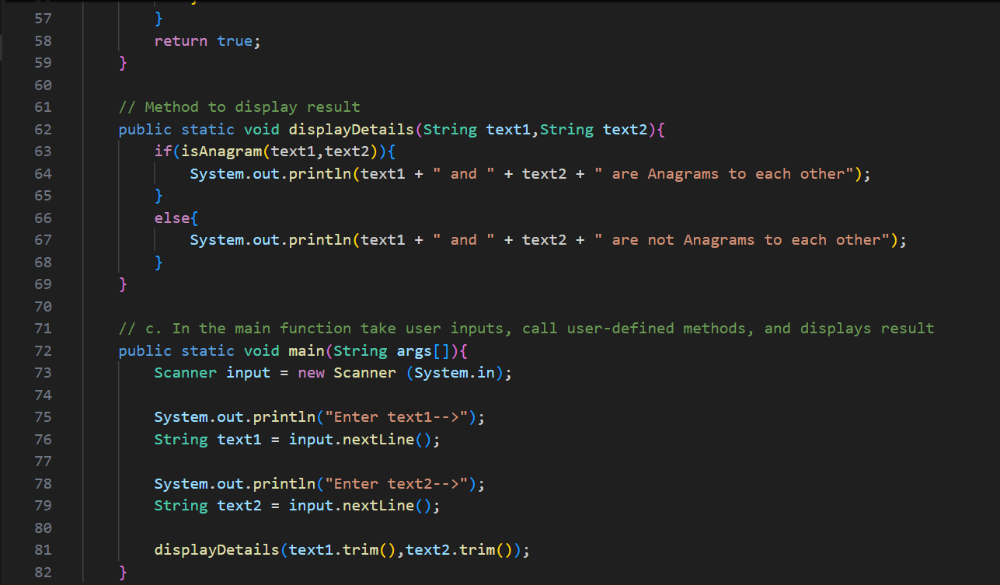 57 }
58 return true;
59 }
60
61 // Method to display result
62 public static void displayDetails(String text1,String text2){
63 if(isAnagram(text1,text2)){
64 System.out.println(text1 + " and " + text2 + " are Anagrams to each other");
65 }
66 else{
67 System.out.println(text1 + " and " + text2 + " are not Anagrams to each other");
68 }
69 }
70
71 // c. In the main function take user inputs, call user-defined methods, and displays result
72 public static void main(String args[]){
73 Scanner input = new Scanner (System.in);
74
75 System.out.println("Enter text1-->");
76 String text1 = input.nextLine();
77
78 System.out.println("Enter text2-->");
79 String text2 = input.nextLine();
80
81 displayDetails(text1.trim(),text2.trim());
82 }